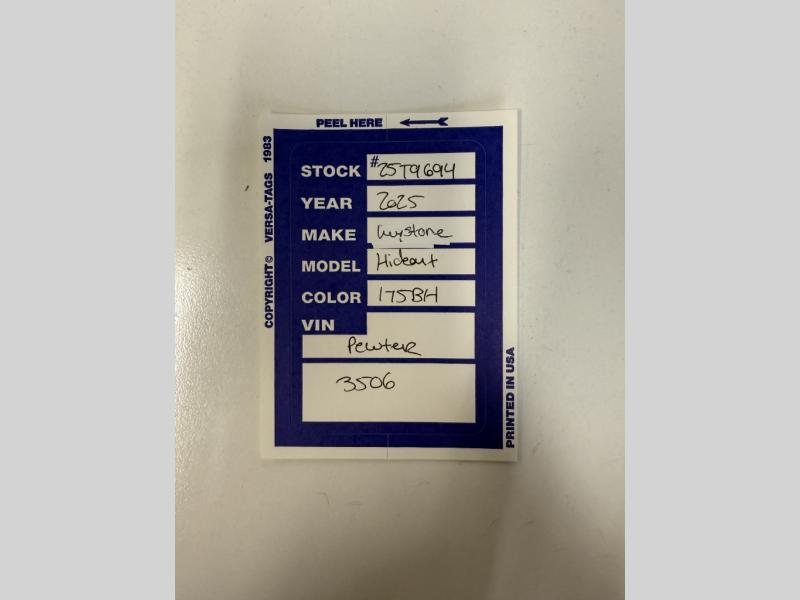 PEEL HERE
COPYRIGHT© VERSA-TAGS 1983
STOCK #25T9694
YEAR 2025
MAKE Keystone
MODEL Hideout
COLOR 175BH
VIN
Pewter
3506
PRINTED IN USA